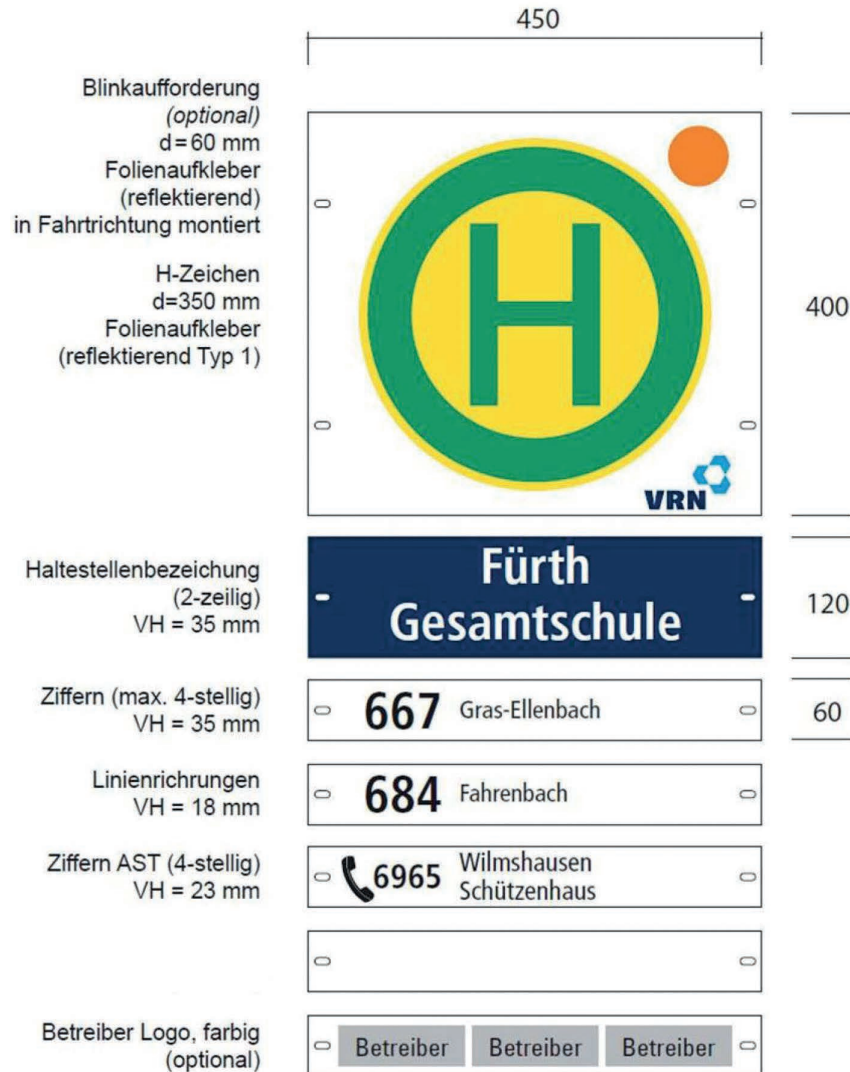 450
Blinkaufforderung
(optional)
d=60 mm
Folienaufkleber
(reflektierend)
in Fahrtrichtung montiert
H-Zeichen
d=350 mm
Folienaufkleber
(reflektierend Typ 1)
H
400
VRN
Haltestellenbezeichung
(2-zeilig)
VH = 35 mm
Fürth
Gesamtschule
120
Ziffern (max. 4-stellig)
VH = 35 mm
667 Gras-Ellenbach
60
Linienrichrungen
VH = 18 mm
684 Fahrenbach
Ziffern AST (4-stellig)
VH = 23 mm
6965 Wilmshausen
Schützenhaus
Betreiber Logo, farbig
(optional)
Betreiber Betreiber Betreiber